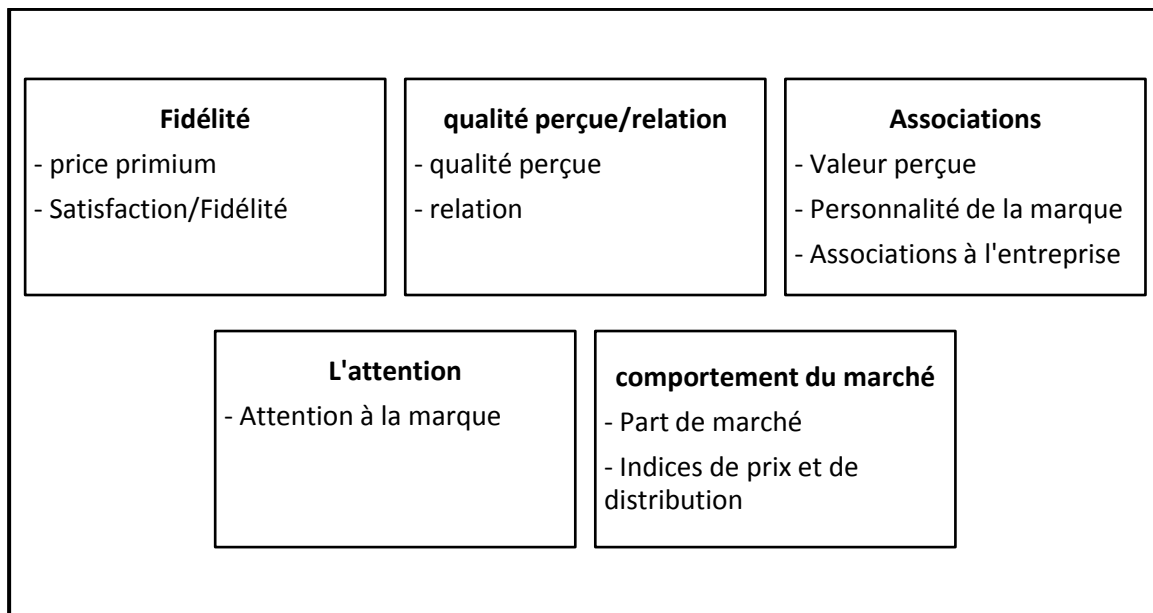 Fidélité
- price primium
- Satisfaction/Fidélité
qualité perçue/relation
- qualité perçue
- relation
Associations
- Valeur perçue
- Personnalité de la marque
- Associations à l'entreprise
L'attention
- Attention à la marque
comportement du marché
- Part de marché
- Indices de prix et de
distribution